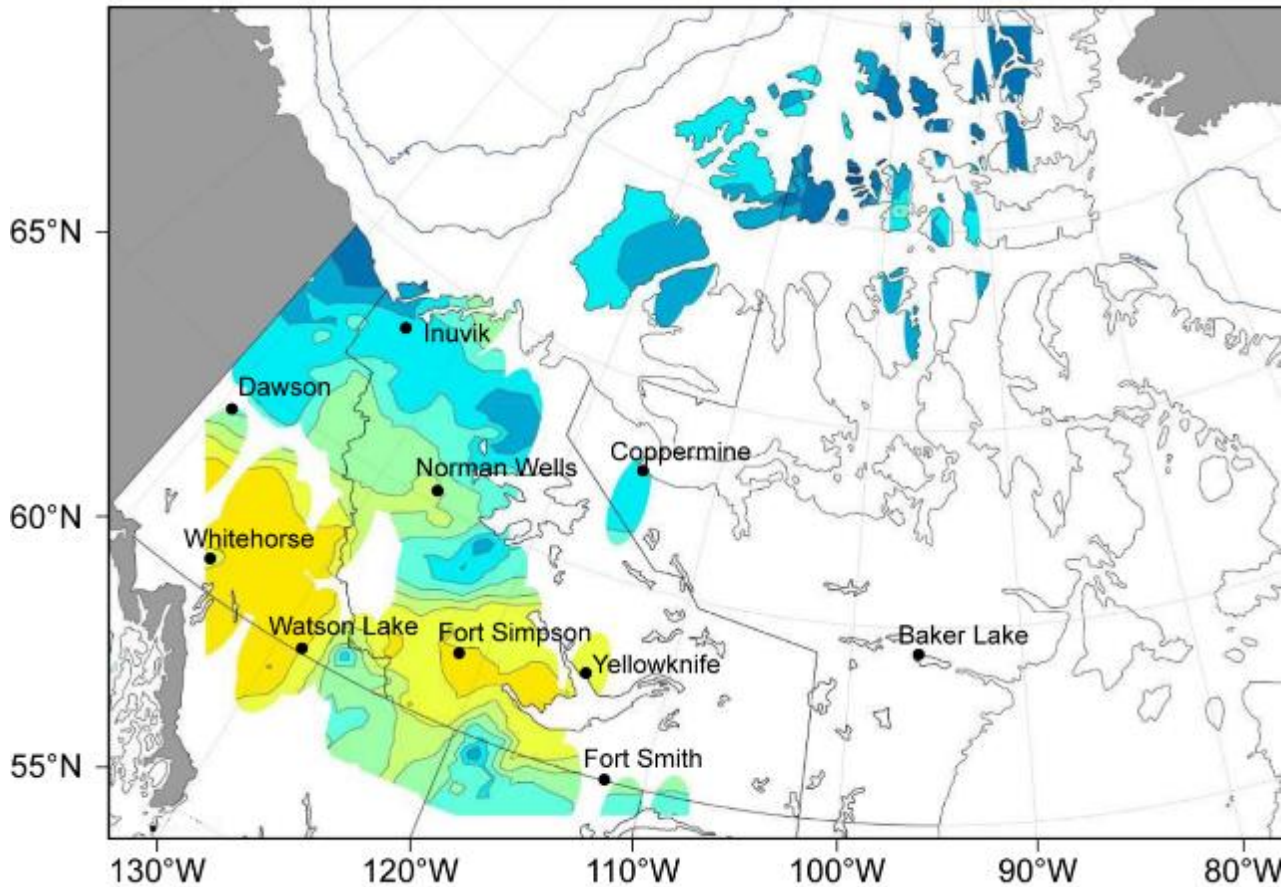 65°N
Inuvik
Dawson
Coppermine
Norman Wells
60°N
Whitehorse
Watson Lake
Fort Simpson
Baker Lake
Yellowknife
55°N
Fort Smith
130°W
120°W
110°W
100°W
90°W
80°W